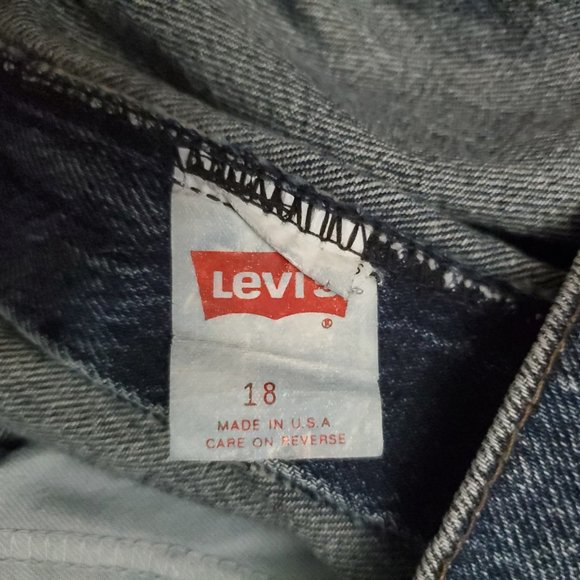 Levi's
®
18
MADE IN U.S.A
CARE ON REVERSE